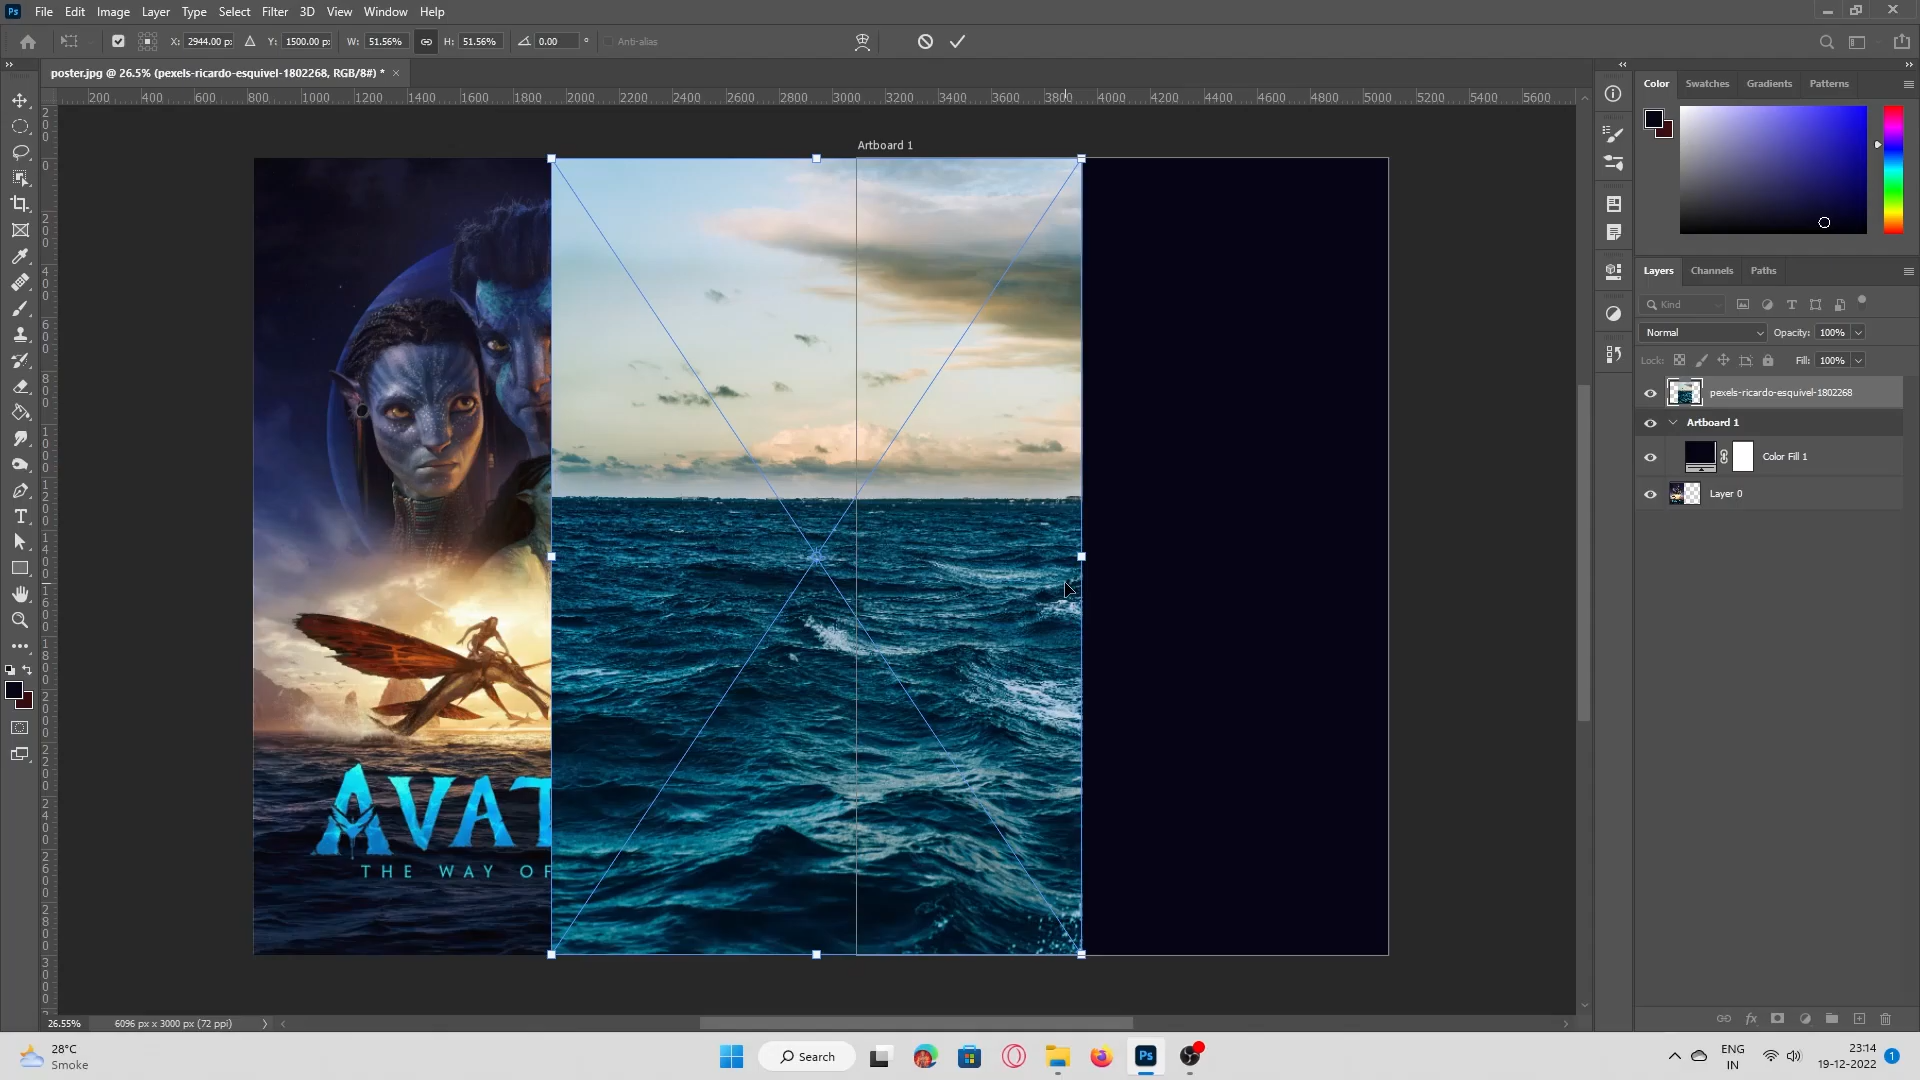 Ps File Edit Image Layer Type Select Filter 3D View Window Help
X: 2944.00 p: Y: 1500.00 p: W: 51.56% H: 51.56% 0.00 ° Anti-alias
poster.jpg @ 26.5% (pexels-ricardo-esquivel-1802268, RGB/8#) * ×
200 400 600 800 1000 1200 1400 1600 1800 2000 2200 2400 2600 2800 3000 3200 3400 3600 3800 4000 4200 4400 4600 4800 5000 5200 5400 5600
Artboard 1
AVAT
THE WAY OF
Color Swatches Gradients Patterns
Layers Channels Paths
Kind
Normal Opacity: 100%
Lock: Fill: 100%
pexels-ricardo-esquivel-1802268
Artboard 1
Color Fill 1
Layer 0
fx
26.55% 6096 px x 3000 px (72 ppi)
28°C
Smoke
Search
Ps
ENG
IN
23:14
19-12-2022
1